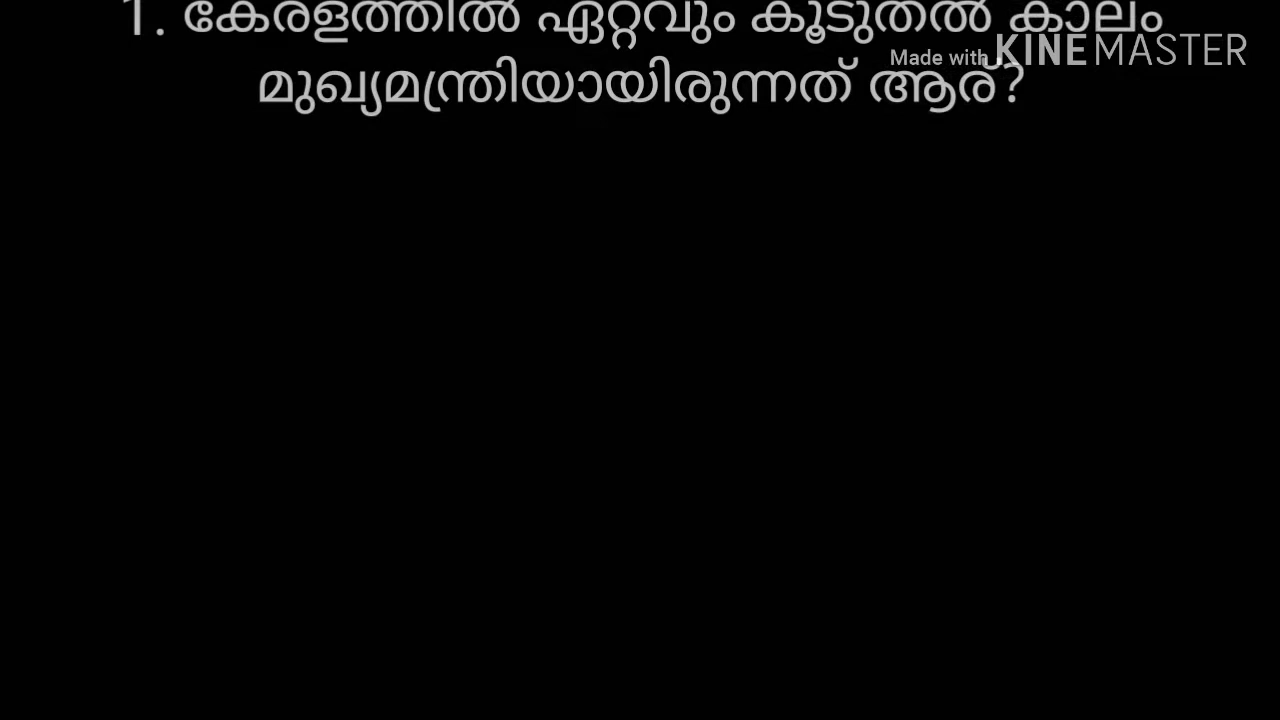 1. കേരളത്തിൽ ഏറ്റവും കൂടുതൽ കാലം
Made with KINEMASTER
മുഖ്യമന്ത്രിയായിരുന്നത് ആര്?